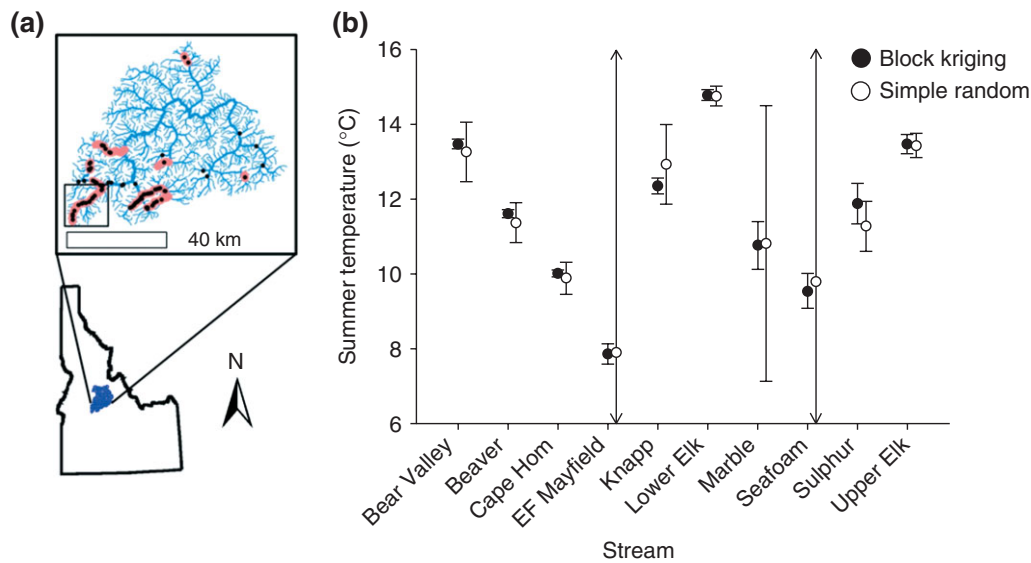 (a)
40 km
N
(b)
Summer temperature (°C)
16
14
12
10
8
6
Block kriging
Simple random
Bear Valley
Beaver
Cape Hom
EF Mayfield
Knapp
Lower Elk
Marble
Seafoam
Sulphur
Upper Elk
Stream